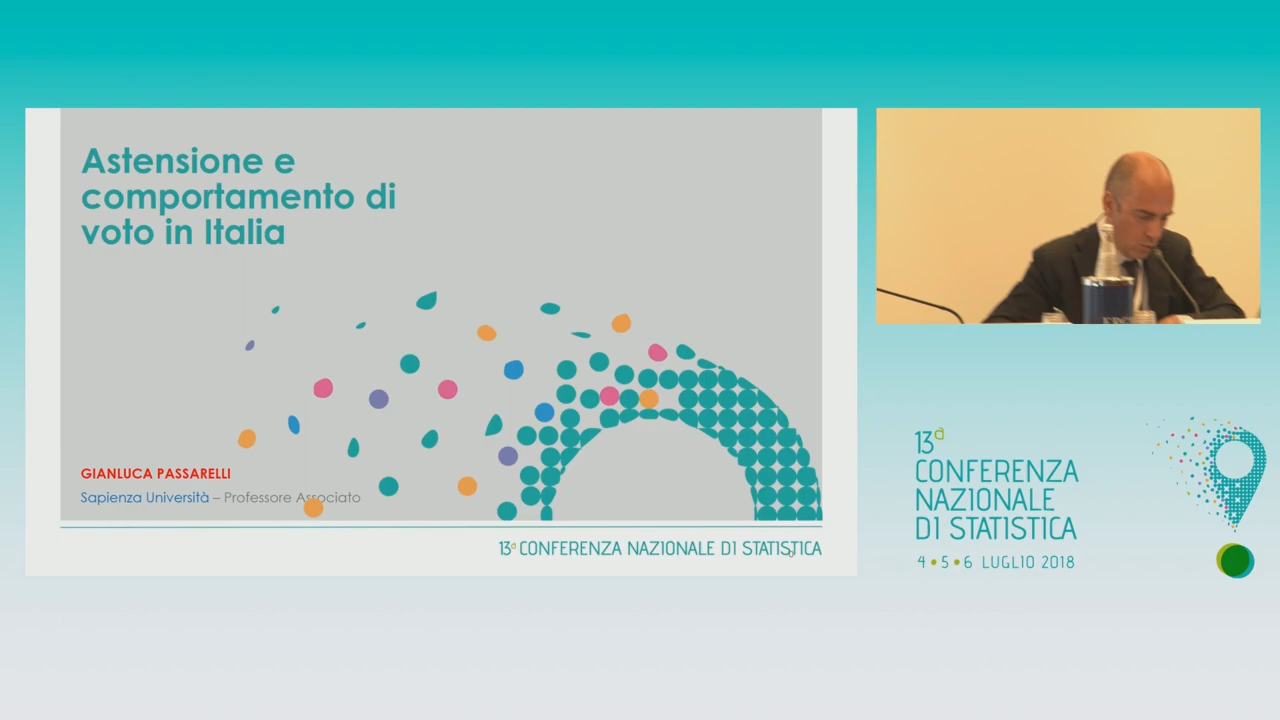 Astensione e
comportamento di
voto in Italia
GIANLUCA PASSARELLI
Sapienza Università – Professore Associato
13a CONFERENZA NAZIONALE DI STATISTICA
13a
CONFERENZA
NAZIONALE
DI STATISTICA
4 • 5 • 6 LUGLIO 2018